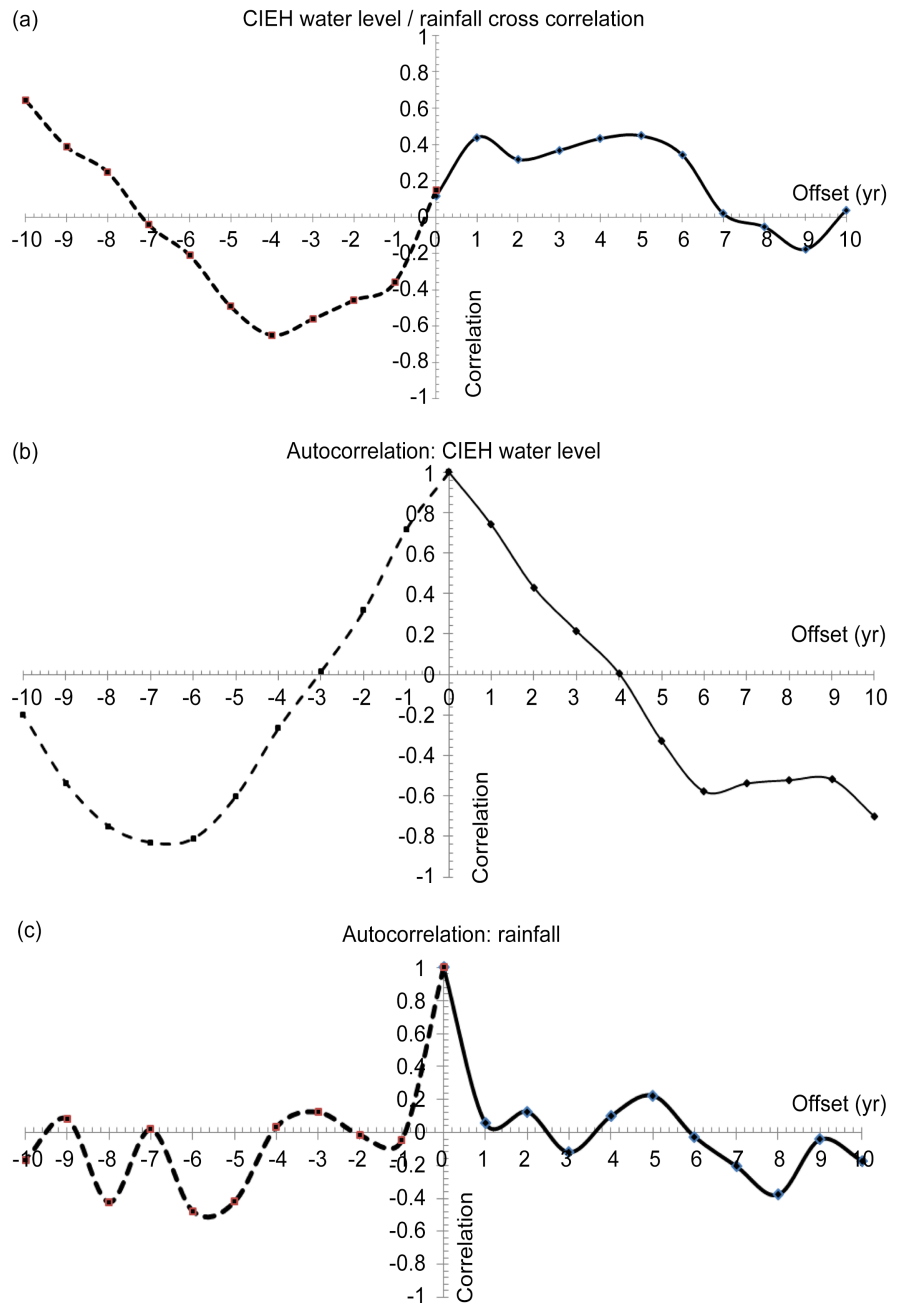 (a)
CIEH water level / rainfall cross correlation
1
0.8
0.6
0.4
0.2
Offset (yr)
0
-10 -9 -8 -7 -6 -5 -4 -3 -2 -1 0 1 2 3 4 5 6 7 8 9 10
-0.2
-0.4
-0.6
-0.8
-1
Correlation
(b)
Autocorrelation: CIEH water level
1
0.8
0.6
0.4
0.2
Offset (yr)
0
-10 -9 -8 -7 -6 -5 -4 -3 -2 -1 0 1 2 3 4 5 6 7 8 9 10
-0.2
-0.4
-0.6
-0.8
-1
Correlation
(c)
Autocorrelation: rainfall
1
0.8
0.6
0.4
0.2
Offset (yr)
0
-10 -9 -8 -7 -6 -5 -4 -3 -2 -1 0 1 2 3 4 5 6 7 8 9 10
-0.2
-0.4
-0.6
-0.8
-1
Correlation